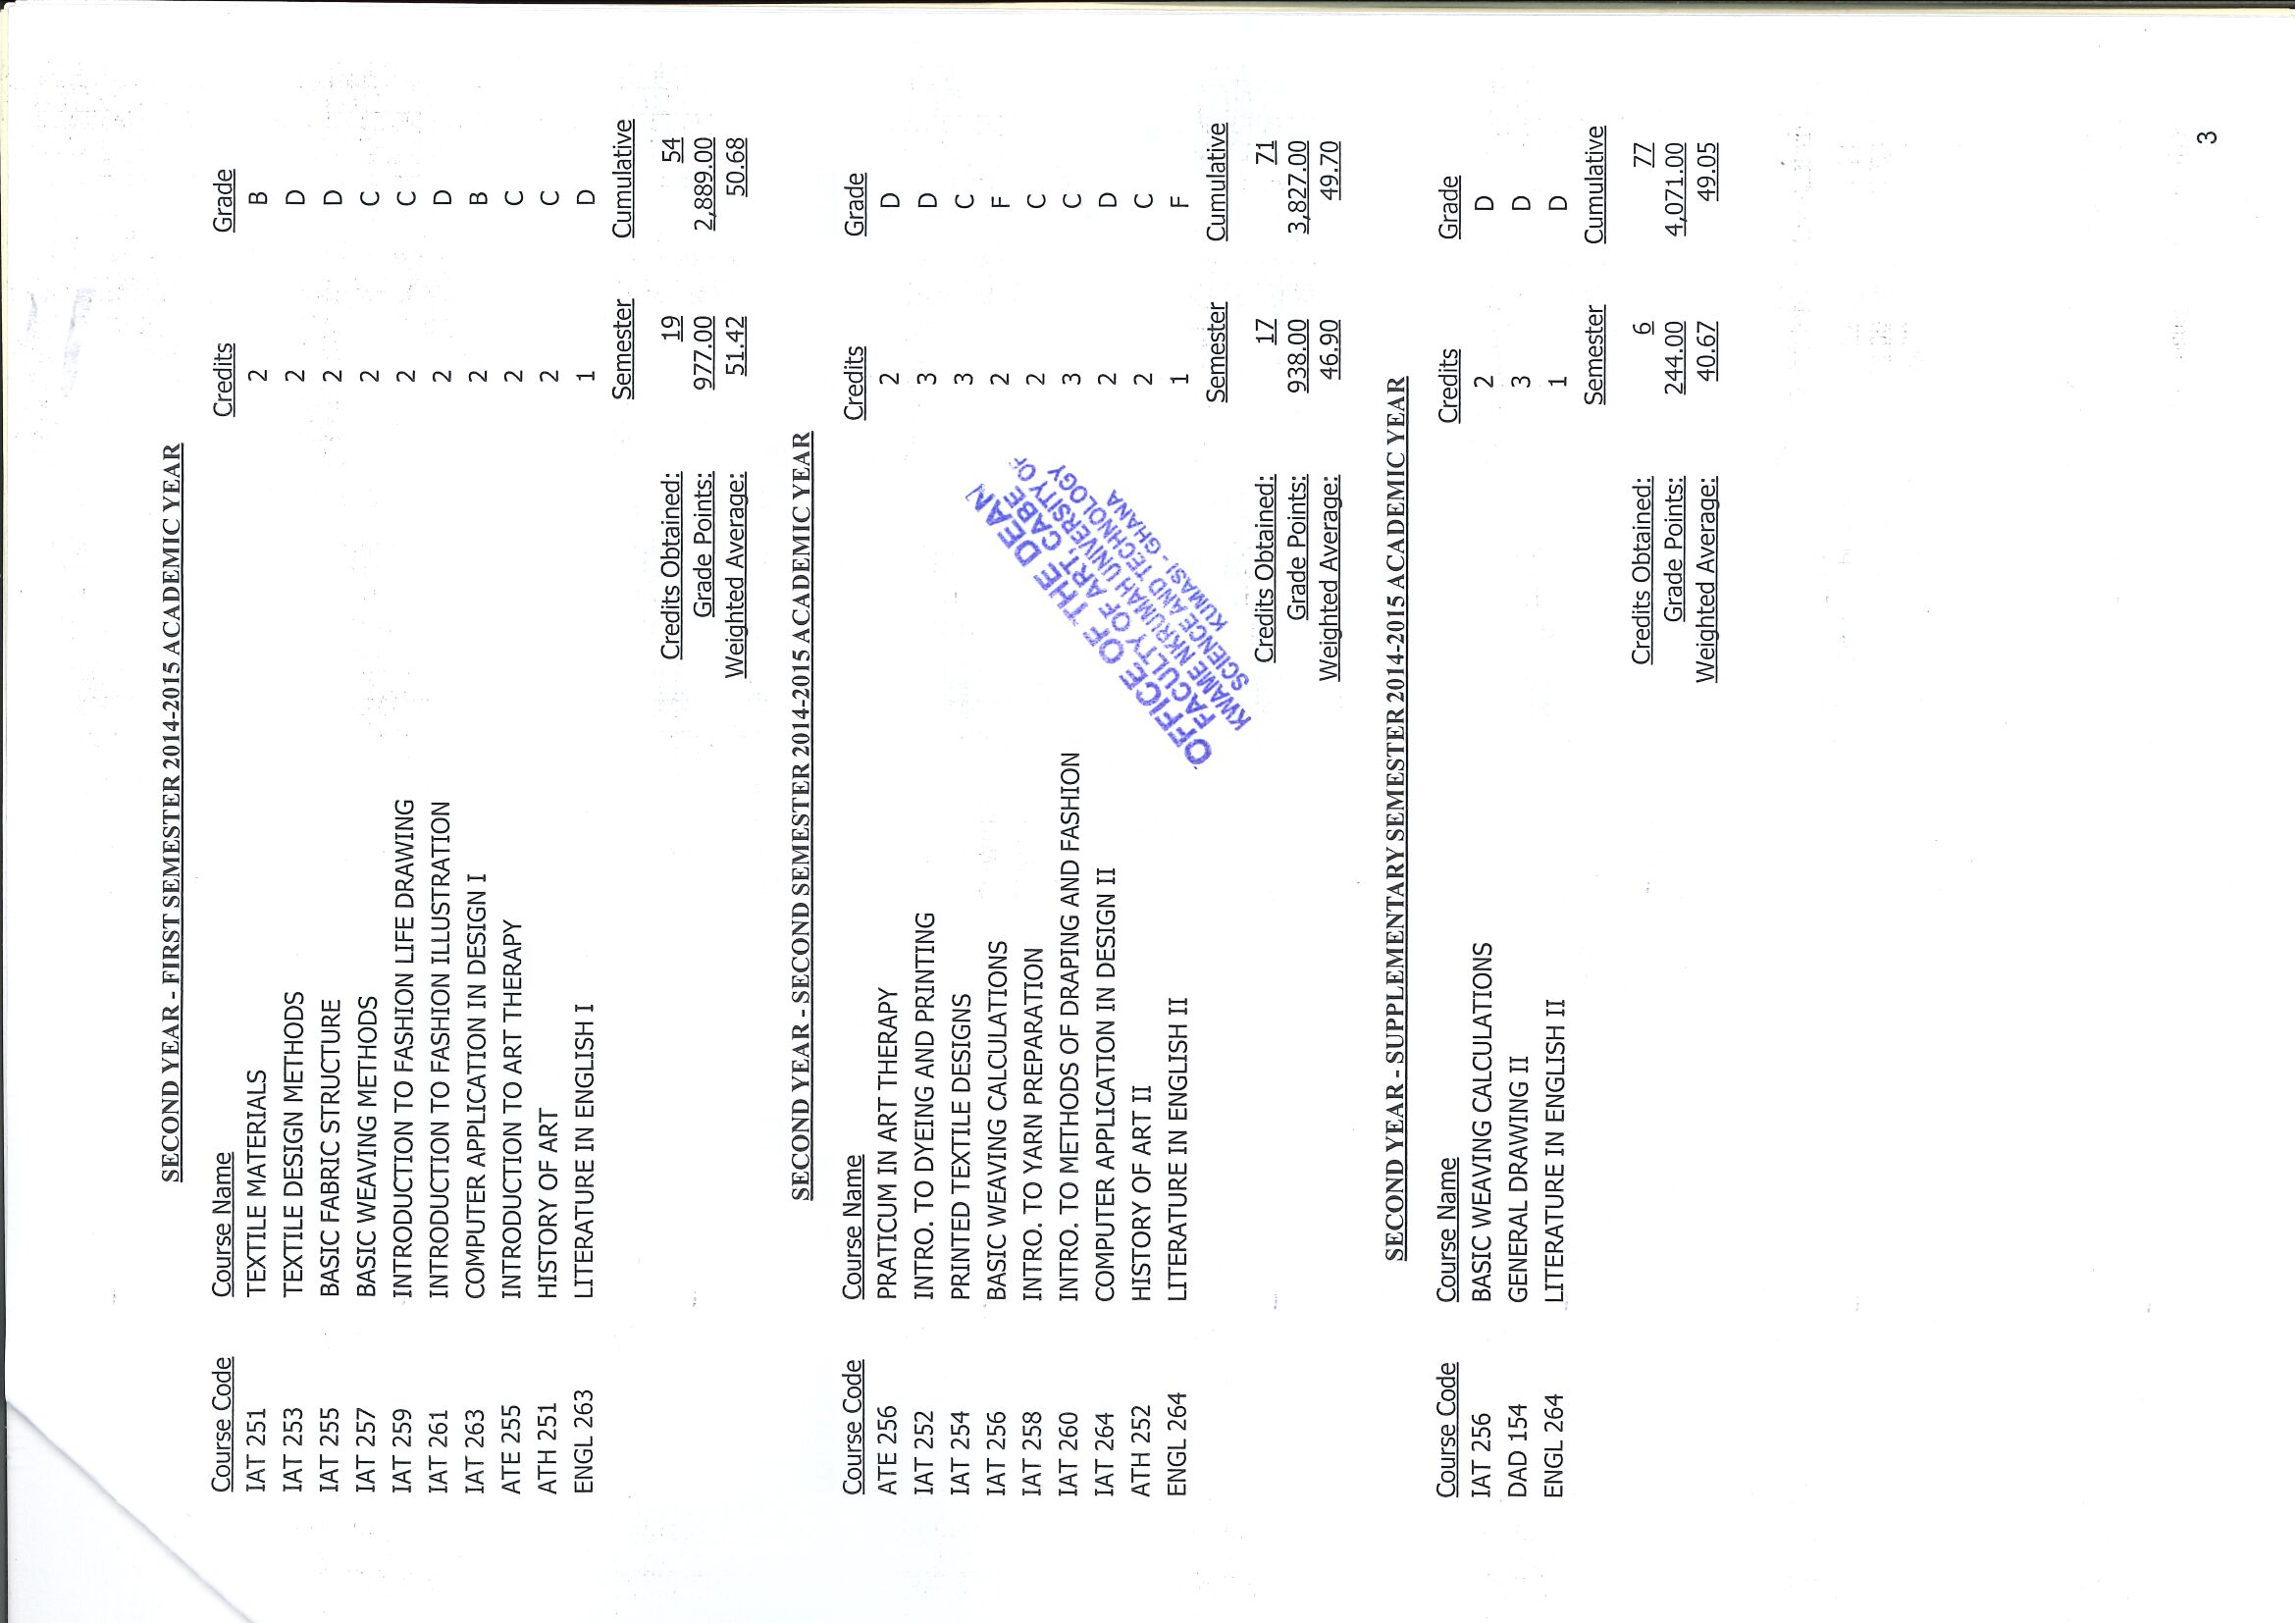 SECOND YEAR - FIRST SEMESTER 2014-2015 ACADEMIC YEAR
Course Code Course Name Credits Grade
IAT 251 TEXTILE MATERIALS 2 B
IAT 253 TEXTILE DESIGN METHODS 2 D
IAT 255 BASIC FABRIC STRUCTURE 2 D
IAT 257 BASIC WEAVING METHODS 2 C
IAT 259 INTRODUCTION TO FASHION LIFE DRAWING 2 C
IAT 261 INTRODUCTION TO FASHION ILLUSTRATION 2 D
IAT 263 COMPUTER APPLICATION IN DESIGN I 2 B
ATE 255 INTRODUCTION TO ART THERAPY 2 C
ATH 251 HISTORY OF ART 2 C
ENGL 263 LITERATURE IN ENGLISH I 1 D
Semester Cumulative
Credits Obtained: 19 54
Grade Points: 977.00 2,889.00
Weighted Average: 51.42 50.68
SECOND YEAR - SECOND SEMESTER 2014-2015 ACADEMIC YEAR
Course Code Course Name Credits Grade
ATE 256 PRATICUM IN ART THERAPY 2 D
IAT 252 INTRO. TO DYEING AND PRINTING 3 D
IAT 254 PRINTED TEXTILE DESIGNS 3 C
IAT 256 BASIC WEAVING CALCULATIONS 2 F
IAT 258 INTRO. TO YARN PREPARATION 2 C
IAT 260 INTRO. TO METHODS OF DRAPING AND FASHION 3 C
IAT 264 COMPUTER APPLICATION IN DESIGN II 2 D
ATH 252 HISTORY OF ART II 2 C
ENGL 264 LITERATURE IN ENGLISH II 1 F
OFFICE OF THE DEAN
FACULTY OF ART, CABE
KWAME NKRUMAH UNIVERSITY OF
SCIENCE AND TECHNOLOGY
KUMASI - GHANA
Semester Cumulative
Credits Obtained: 17 71
Grade Points: 938.00 3,827.00
Weighted Average: 46.90 49.70
SECOND YEAR - SUPPLEMENTARY SEMESTER 2014-2015 ACADEMIC YEAR
Course Code Course Name Credits Grade
IAT 256 BASIC WEAVING CALCULATIONS 2 D
DAD 154 GENERAL DRAWING II 3 D
ENGL 264 LITERATURE IN ENGLISH II 1 D
Semester Cumulative
Credits Obtained: 6 77
Grade Points: 244.00 4,071.00
Weighted Average: 40.67 49.05
3